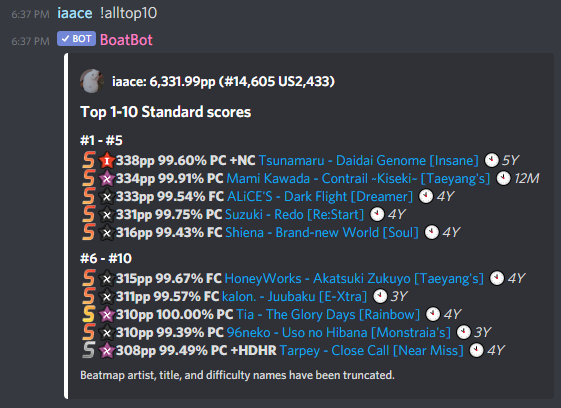 6:37 PM iaace !alltop10
6:37 PM BOT BoatBot
iaace: 6,331.99pp (#14,605 US2,433)
Top 1-10 Standard scores
#1 - #5
S I 338pp 99.60% PC +NC Tsunamaru - Daidai Genome [Insane] 5Y
S X 334pp 99.91% PC Mami Kawada - Contrail -Kiseki- [Taeyang's] 12M
S X 333pp 99.54% FC ALiCE'S - Dark Flight [Dreamer] 4Y
S X 331pp 99.75% PC Suzuki - Redo [Re:Start] 4Y
S X 316pp 99.43% FC Shiena - Brand-new World [Soul] 4Y
#6 - #10
S X 315pp 99.67% FC HoneyWorks - Akatsuki Zukuyo [Taeyang's] 4Y
S X 311pp 99.57% FC kalon. - Juubaku [E-Xtra] 3Y
S X 310pp 100.00% PC Tia - The Glory Days [Rainbow] 4Y
S X 310pp 99.39% PC 96neko - Uso no Hibana [Monstraia's] 3Y
S X 308pp 99.49% PC +HDHR Tarpey - Close Call [Near Miss] 4Y
Beatmap artist, title, and difficulty names have been truncated.